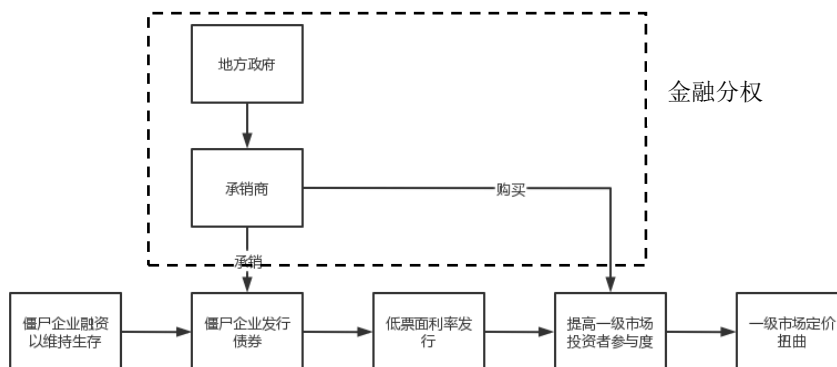 地方政府
金融分权
承销商
购买
承销
僵尸企业融资
以维持生存
僵尸企业发行
债券
低票面利率发
行
提高一级市场
投资者参与度
一级市场定价
扭曲